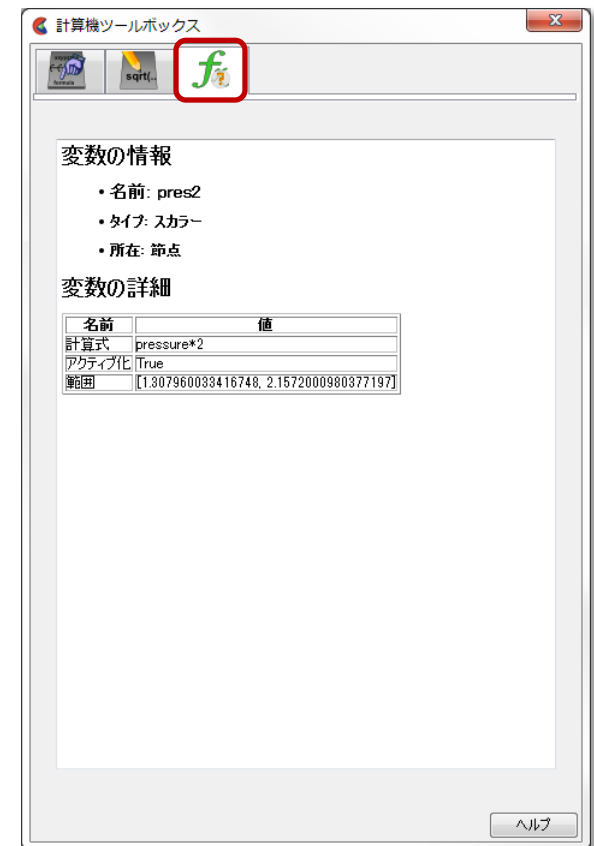 計算機ツールボックス
sqrt(..
変数の情報
・名前: pres2
・タイプ: スカラー
・所在: 節点
変数の詳細
名前 値
計算式 pressure*2
アクティブ化 True
範囲 [1.307960033416748, 2.1572000980377197]
ヘルプ